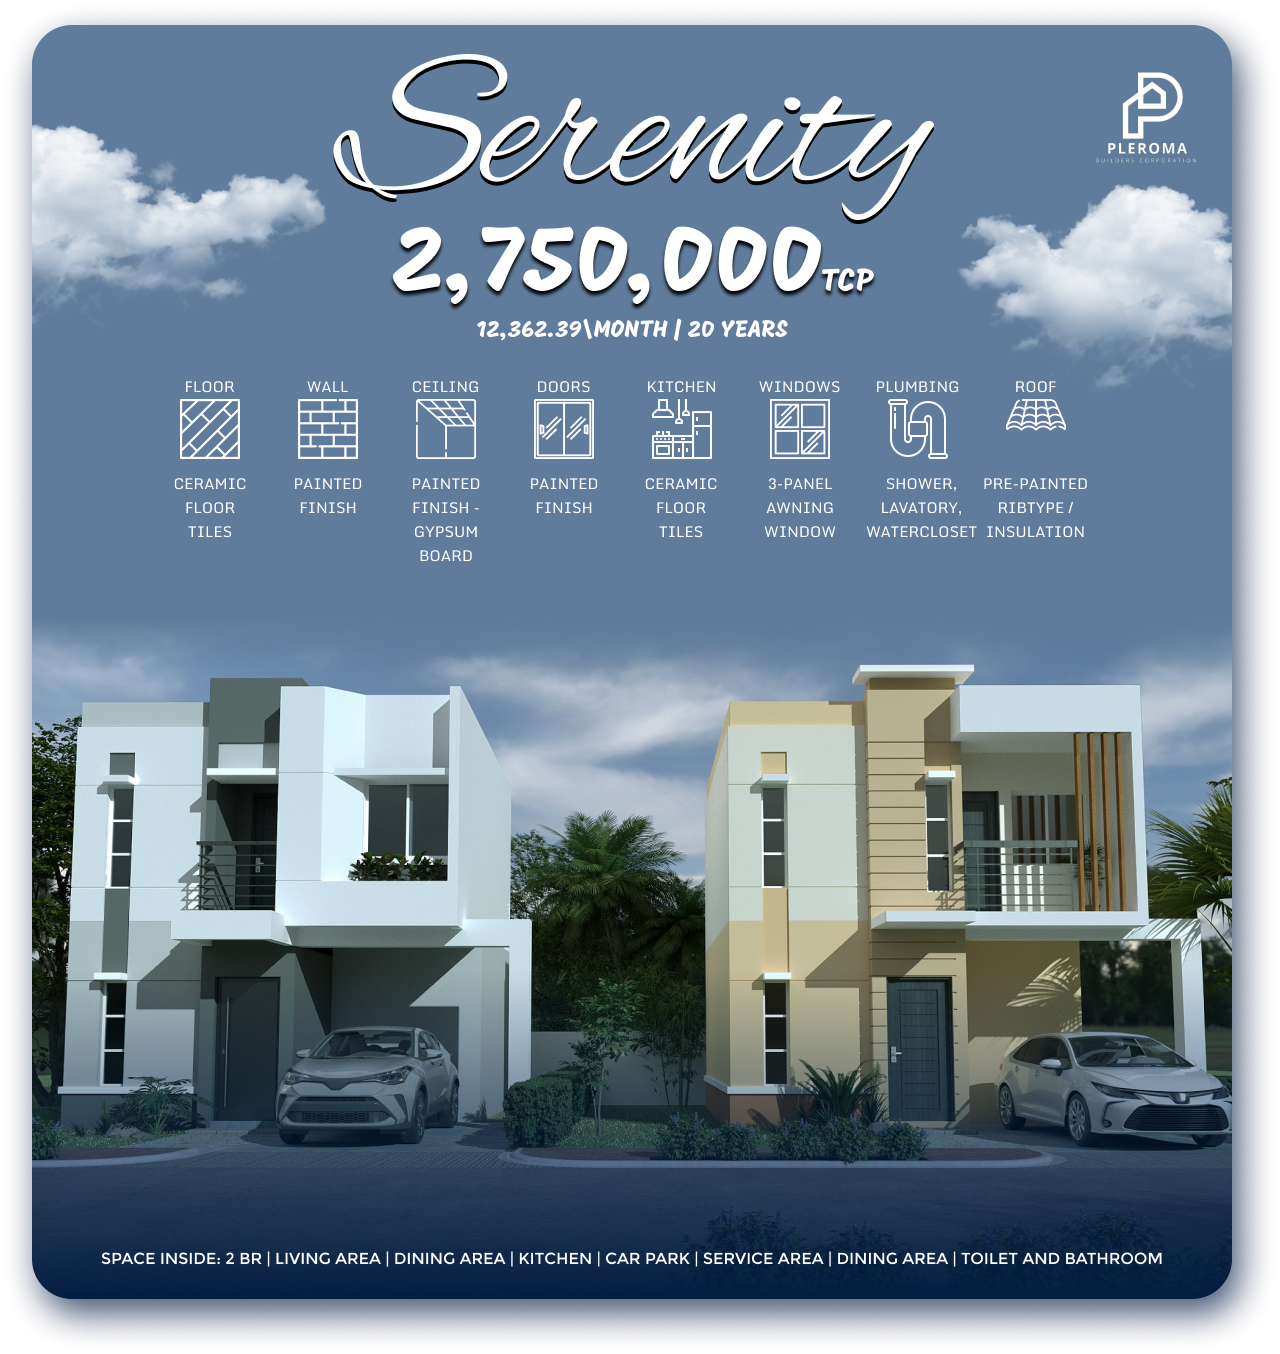 Serenity
PLEROMA
BUILDERS CORPORATION
2,750,000 TCP
12,362.39\MONTH | 20 YEARS
FLOOR WALL CEILING DOORS KITCHEN WINDOWS PLUMBING ROOF
CERAMIC PAINTED PAINTED PAINTED CERAMIC 3-PANEL SHOWER, PRE-PAINTED
FLOOR FINISH FINISH - FINISH FLOOR AWNING LAVATORY, RIBTYPE /
TILES GYPSUM TILES WINDOW WATERCLOSET INSULATION
BOARD
SPACE INSIDE: 2 BR | LIVING AREA | DINING AREA | KITCHEN | CAR PARK | SERVICE AREA | DINING AREA | TOILET AND BATHROOM